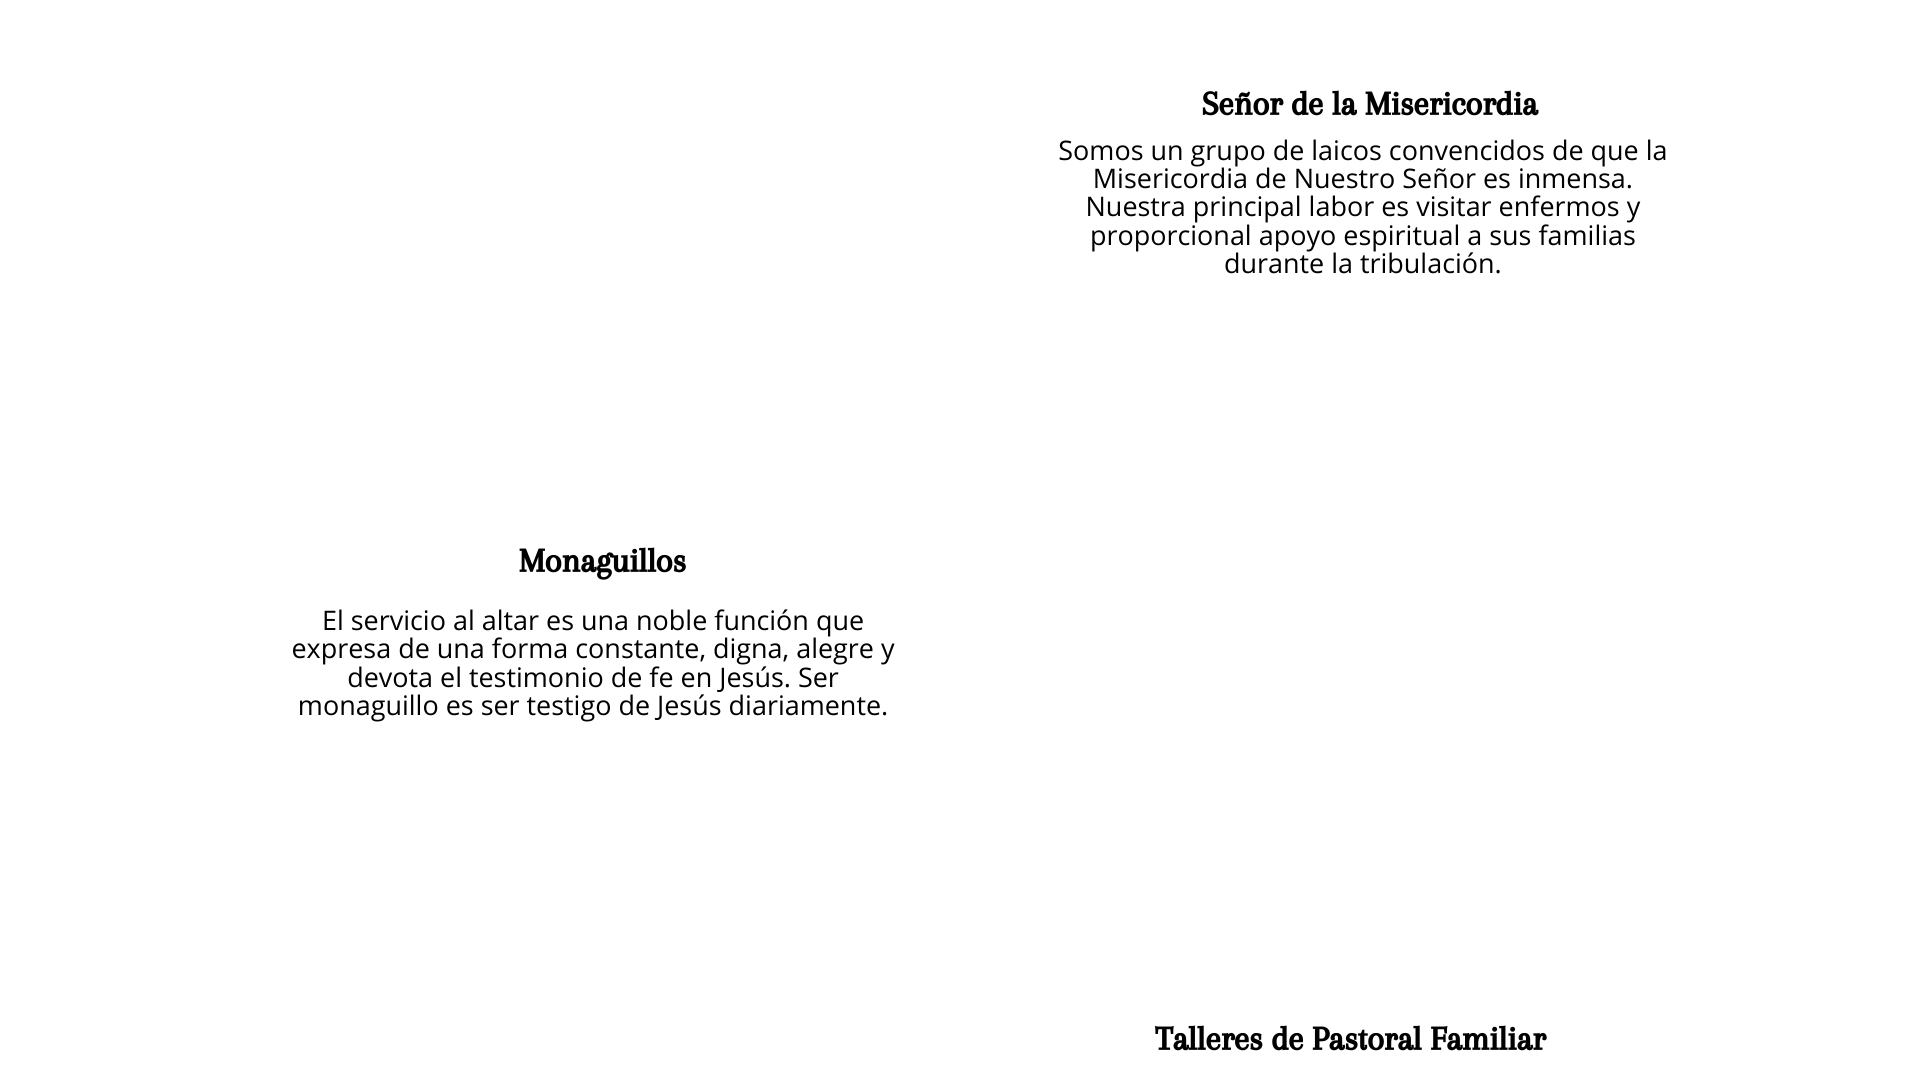 Señor de la Misericordia
Somos un grupo de laicos convencidos de que la
Misericordia de Nuestro Señor es inmensa.
Nuestra principal labor es visitar enfermos y
proporcional apoyo espiritual a sus familias
durante la tribulación.
Monaguillos
El servicio al altar es una noble función que
expresa de una forma constante, digna, alegre y
devota el testimonio de fe en Jesús. Ser
monaguillo es ser testigo de Jesús diariamente.
Talleres de Pastoral Familiar